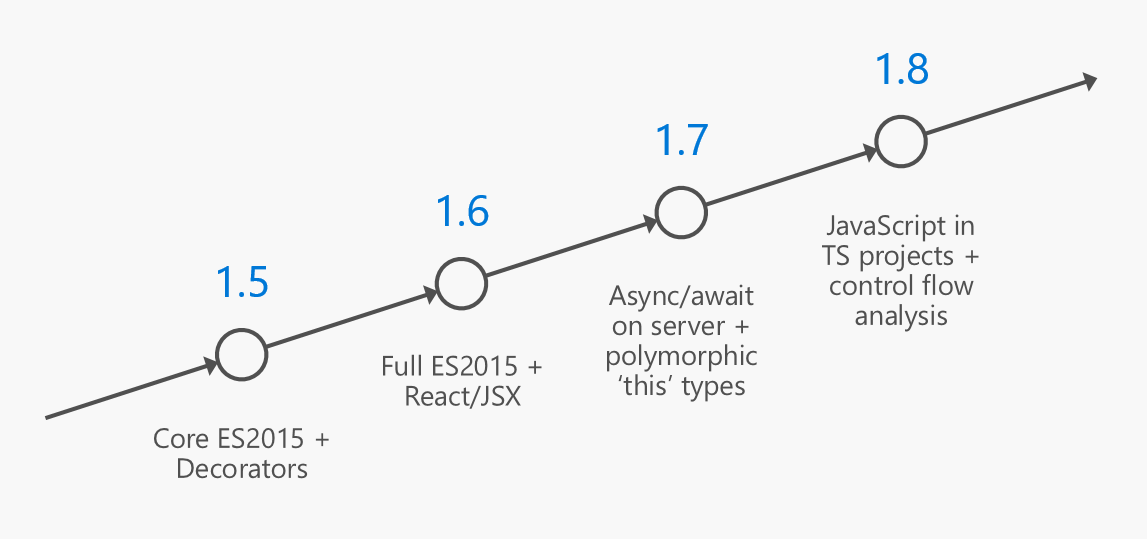 1.5
Core ES2015 +
Decorators
1.6
Full ES2015 +
React/JSX
1.7
Async/await
on server +
polymorphic
‘this’ types
1.8
JavaScript in
TS projects +
control flow
analysis